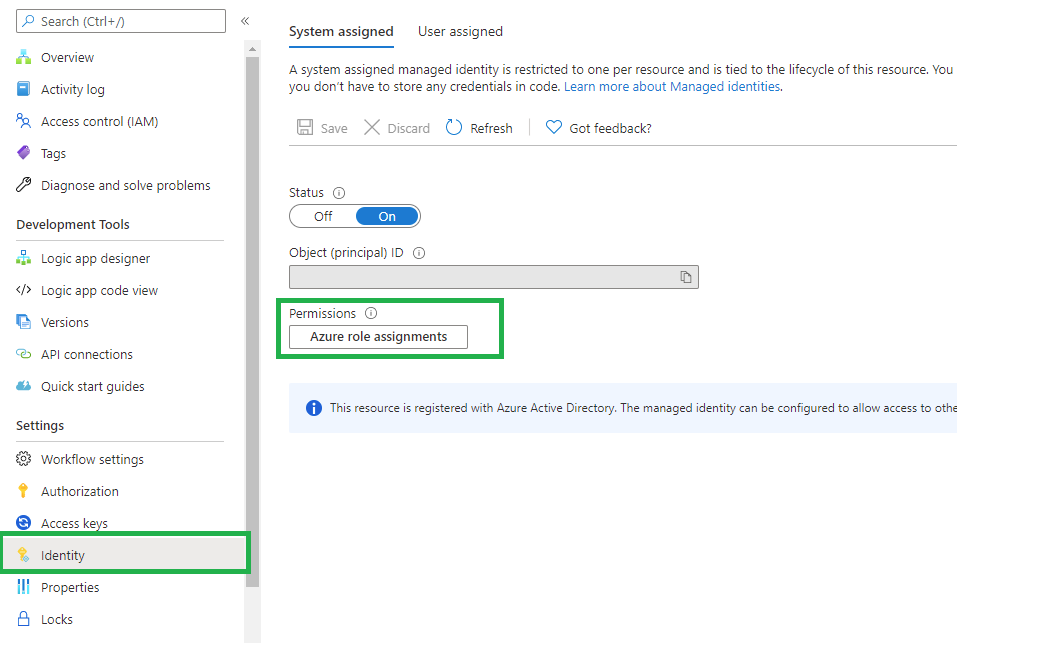 Search (Ctrl+/)
«
Overview
Activity log
Access control (IAM)
Tags
Diagnose and solve problems
Development Tools
Logic app designer
Logic app code view
Versions
API connections
Quick start guides
Settings
Workflow settings
Authorization
Access keys
Identity
Properties
Locks
System assigned User assigned
A system assigned managed identity is restricted to one per resource and is tied to the lifecycle of this resource. You
you don't have to store any credentials in code. Learn more about Managed identities.
Save Discard Refresh Got feedback?
Status
Off On
Object (principal) ID
Permissions
Azure role assignments
This resource is registered with Azure Active Directory. The managed identity can be configured to allow access to othe